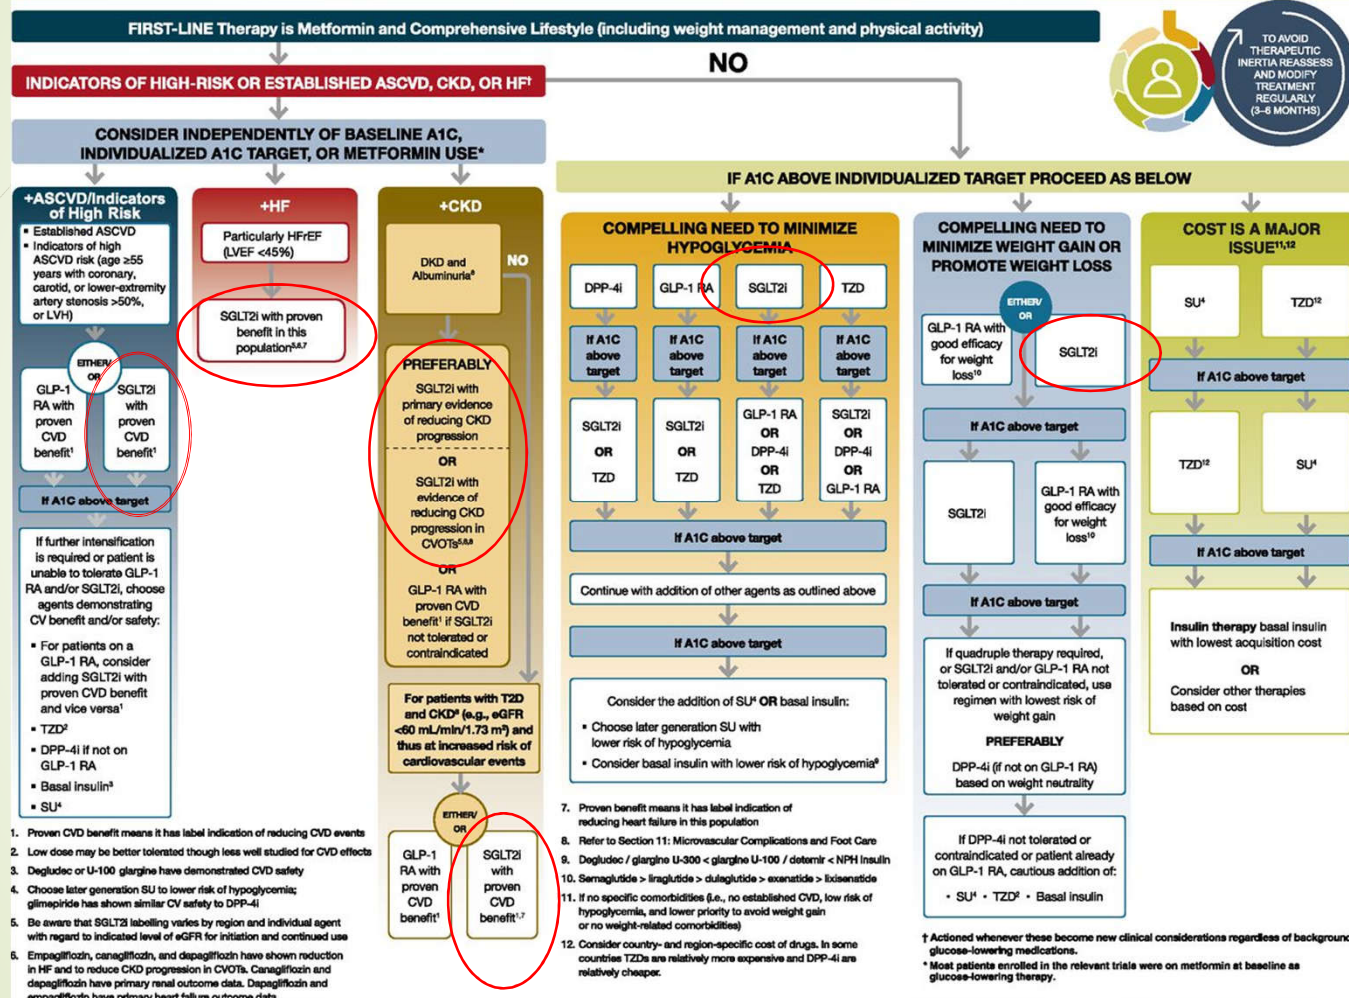 FIRST-LINE Therapy is Metformin and Comprehensive Lifestyle (including weight management and physical activity)
TO AVOID
THERAPEUTIC
INERTIA REASSESS
AND MODIFY
TREATMENT
REGULARLY
(3–6 MONTHS)
INDICATORS OF HIGH-RISK OR ESTABLISHED ASCVD, CKD, OR HF†
NO
CONSIDER INDEPENDENTLY OF BASELINE A1C,
INDIVIDUALIZED A1C TARGET, OR METFORMIN USE*
+ASCVD/Indicators
of High Risk
▪ Established ASCVD
▪ Indicators of high
ASCVD risk (age ≥55
years with coronary,
carotid, or lower-extremity
artery stenosis >50%,
or LVH)
EITHER/
OR
GLP-1
RA with
proven
CVD
benefit¹
SGLT2i
with
proven
CVD
benefit¹
If A1C above target
If further intensification
is required or patient is
unable to tolerate GLP-1
RA and/or SGLT2i, choose
agents demonstrating
CV benefit and/or safety:
▪ For patients on a
GLP-1 RA, consider
adding SGLT2i with
proven CVD benefit
and vice versa¹
▪ TZD²
▪ DPP-4i if not on
GLP-1 RA
▪ Basal insulin³
▪ SU⁴
+HF
Particularly HFrEF
(LVEF <45%)
SGLT2i with proven
benefit in this
population⁵,⁶,⁷
+CKD
DKD and
Albuminuria⁸
NO
PREFERABLY
SGLT2i with
primary evidence
of reducing CKD
progression
OR
SGLT2i with
evidence of
reducing CKD
progression in
CVOTs⁵,⁶,⁸
OR
GLP-1 RA with
proven CVD
benefit¹ if SGLT2i
not tolerated or
contraindicated
For patients with T2D
and CKD⁸ (e.g., eGFR
<60 mL/min/1.73 m²) and
thus at increased risk of
cardiovascular events
EITHER/
OR
GLP-1
RA with
proven
CVD
benefit¹
SGLT2i
with
proven
CVD
benefit¹,⁷
IF A1C ABOVE INDIVIDUALIZED TARGET PROCEED AS BELOW
COMPELLING NEED TO MINIMIZE
HYPOGLYCEMIA
DPP-4i
GLP-1 RA
SGLT2i
TZD
If A1C
above
target
If A1C
above
target
If A1C
above
target
If A1C
above
target
SGLT2i
OR
TZD
SGLT2i
OR
TZD
GLP-1 RA
OR
DPP-4i
OR
TZD
SGLT2i
OR
DPP-4i
OR
GLP-1 RA
If A1C above target
Continue with addition of other agents as outlined above
If A1C above target
Consider the addition of SU⁴ OR basal insulin:
▪ Choose later generation SU with
lower risk of hypoglycemia
▪ Consider basal insulin with lower risk of hypoglycemia⁹
COMPELLING NEED TO
MINIMIZE WEIGHT GAIN OR
PROMOTE WEIGHT LOSS
EITHER/
OR
GLP-1 RA with
good efficacy
for weight
loss¹⁰
SGLT2i
If A1C above target
SGLT2i
GLP-1 RA with
good efficacy
for weight
loss¹⁰
If A1C above target
If quadruple therapy required,
or SGLT2i and/or GLP-1 RA not
tolerated or contraindicated, use
regimen with lowest risk of
weight gain
PREFERABLY
DPP-4i (if not on GLP-1 RA)
based on weight neutrality
If DPP-4i not tolerated or
contraindicated or patient already
on GLP-1 RA, cautious addition of:
• SU⁴ • TZD² • Basal insulin
COST IS A MAJOR
ISSUE¹¹,¹²
SU⁴
TZD¹²
If A1C above target
TZD¹²
SU⁴
If A1C above target
Insulin therapy basal insulin
with lowest acquisition cost
OR
Consider other therapies
based on cost
1. Proven CVD benefit means it has label indication of reducing CVD events
2. Low dose may be better tolerated though less well studied for CVD effects
3. Degludec or U-100 glargine have demonstrated CVD safety
4. Choose later generation SU to lower risk of hypoglycemia;
glimepiride has shown similar CV safety to DPP-4i
5. Be aware that SGLT2i labelling varies by region and individual agent
with regard to indicated level of eGFR for initiation and continued use
6. Empagliflozin, canagliflozin, and dapagliflozin have shown reduction
in HF and to reduce CKD progression in CVOTs. Canagliflozin and
dapagliflozin have primary renal outcome data. Dapagliflozin and
empagliflozin have primary heart failure outcome data.
7. Proven benefit means it has label indication of
reducing heart failure in this population
8. Refer to Section 11: Microvascular Complications and Foot Care
9. Degludec / glargine U-300 < glargine U-100 / detemir < NPH insulin
10. Semaglutide > liraglutide > dulaglutide > exenatide > lixisenatide
11. If no specific comorbidities (i.e., no established CVD, low risk of
hypoglycemia, and lower priority to avoid weight gain
or no weight-related comorbidities)
12. Consider country- and region-specific cost of drugs. In some
countries TZDs are relatively more expensive and DPP-4i are
relatively cheaper.
† Actioned whenever these become new clinical considerations regardless of background
glucose-lowering medications.
* Most patients enrolled in the relevant trials were on metformin at baseline as
glucose-lowering therapy.